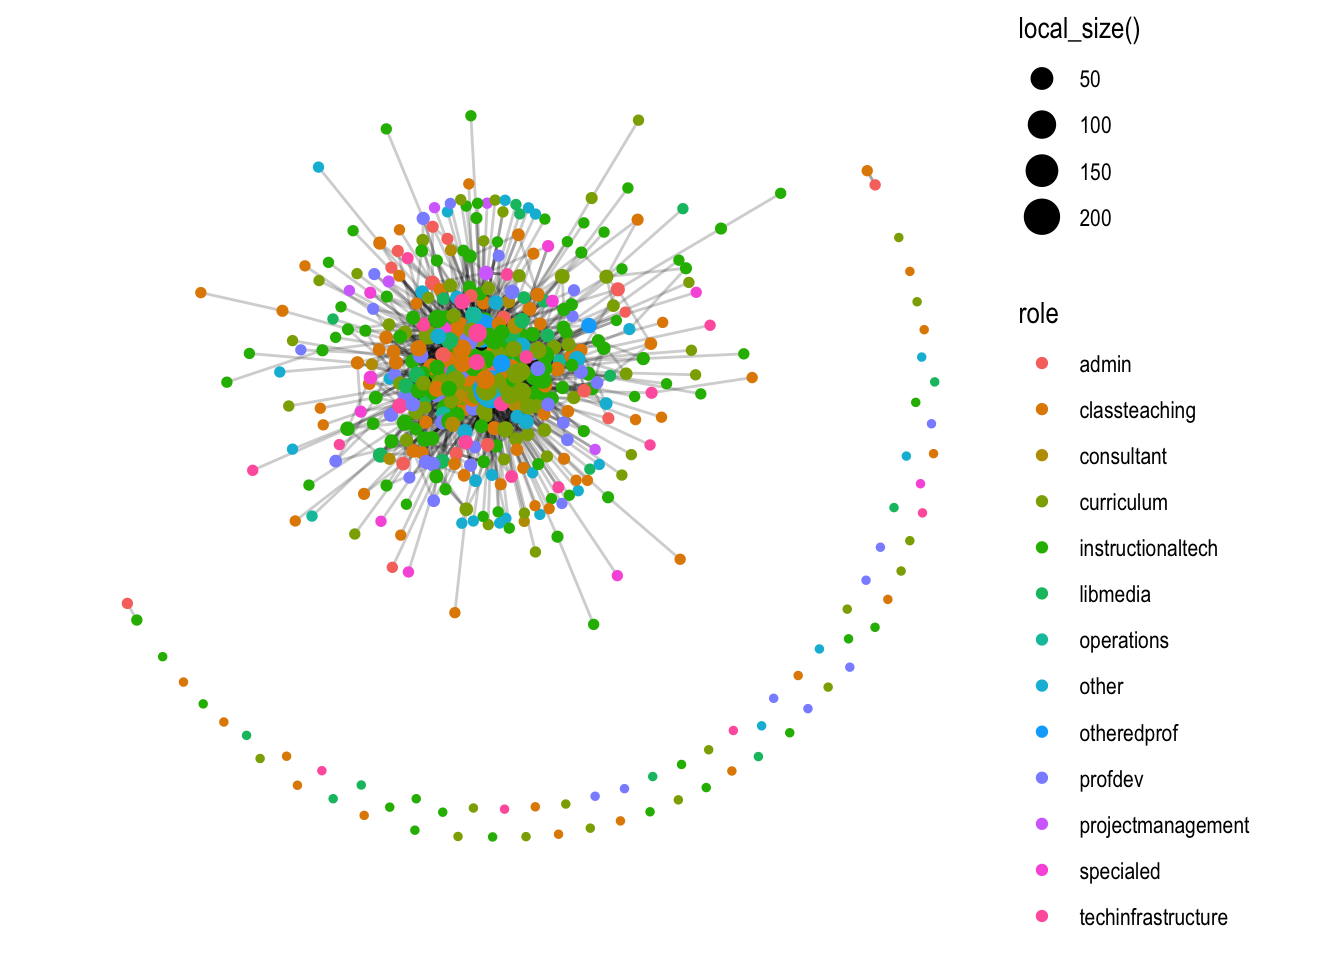 local_size()
50
100
150
200
role
admin
classteaching
consultant
curriculum
instructionaltech
libmedia
operations
other
otheredprof
profdev
projectmanagement
specialed
techinfrastructure